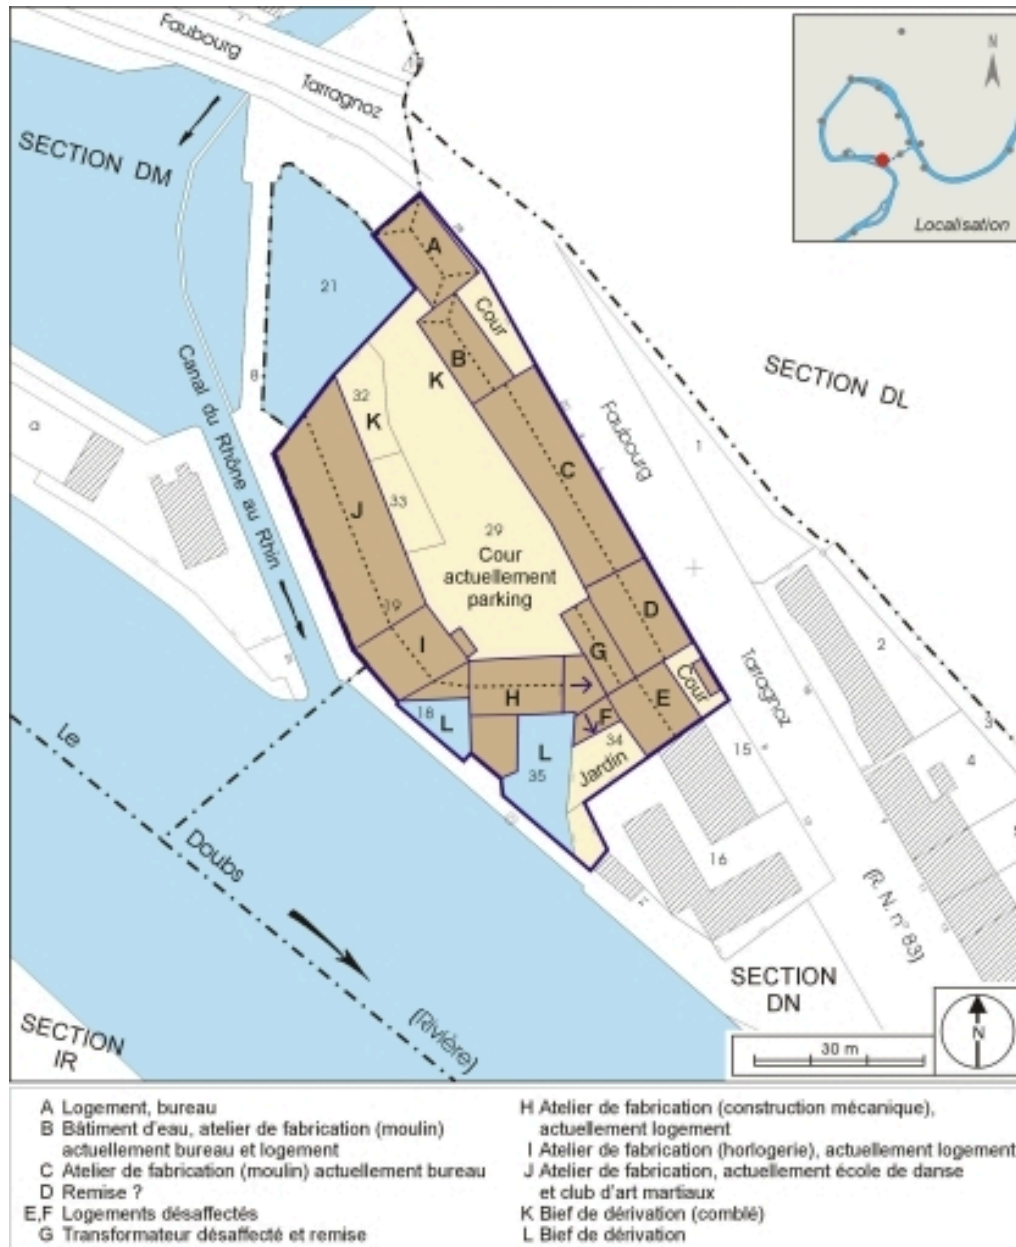 Faubourg
Tarragnoz
N
Localisation
SECTION DM
21
8
A
Cour
B
K
32
K
33
Canal du Rhône au Rhin
a
J
29
Cour
actuellement
parking
C
Faubourg
1
SECTION DL
19
I
D
G
H
E
Cour
F
34
Jardin
18
L
L
35
Tarragnoz
15
16
2
3
4
Le
Doubs
(Rivière)
(R. N. n° 83)
SECTION
DN
SECTION
IR
30 m
N
A Logement, bureau
B Bâtiment d'eau, atelier de fabrication (moulin)
actuellement bureau et logement
C Atelier de fabrication (moulin) actuellement bureau
D Remise ?
E,F Logements désaffectés
G Transformateur désaffecté et remise
H Atelier de fabrication (construction mécanique),
actuellement logement
I Atelier de fabrication (horlogerie), actuellement logement
J Atelier de fabrication, actuellement école de danse
et club d'art martiaux
K Bief de dérivation (comblé)
L Bief de dérivation